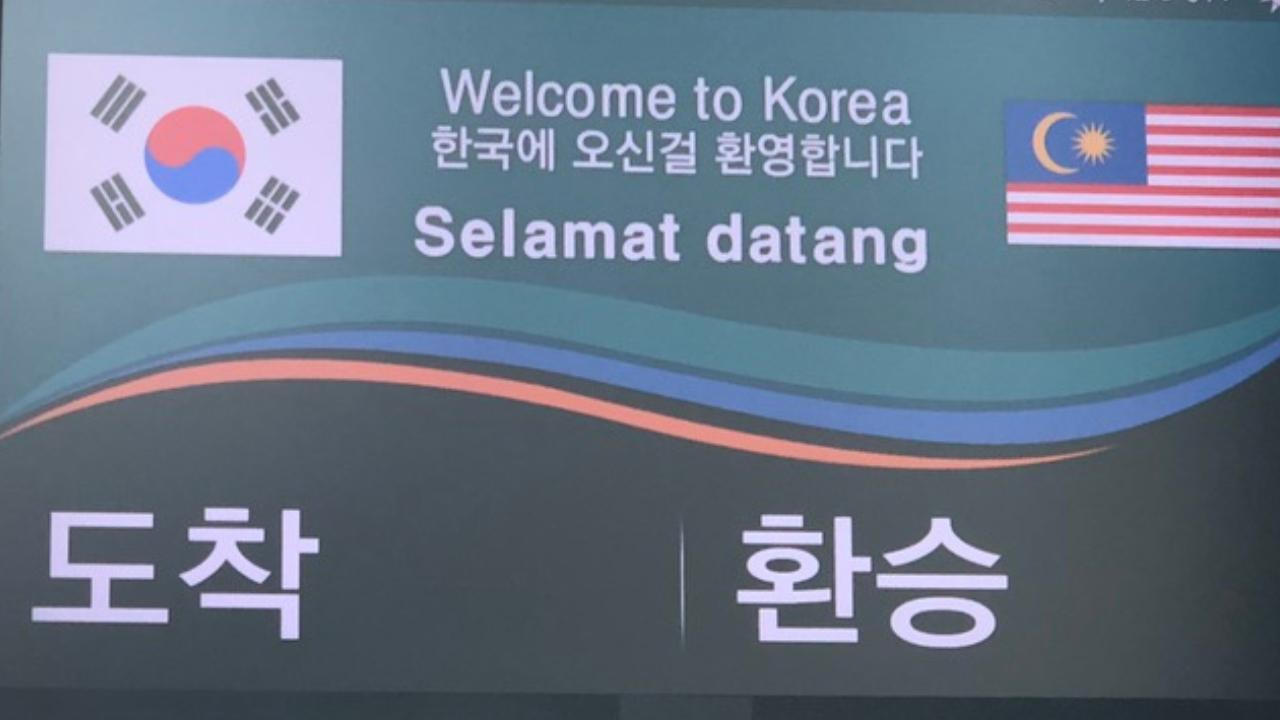 Welcome to Korea
한국에 오신걸 환영합니다
Selamat datang
도착 환승